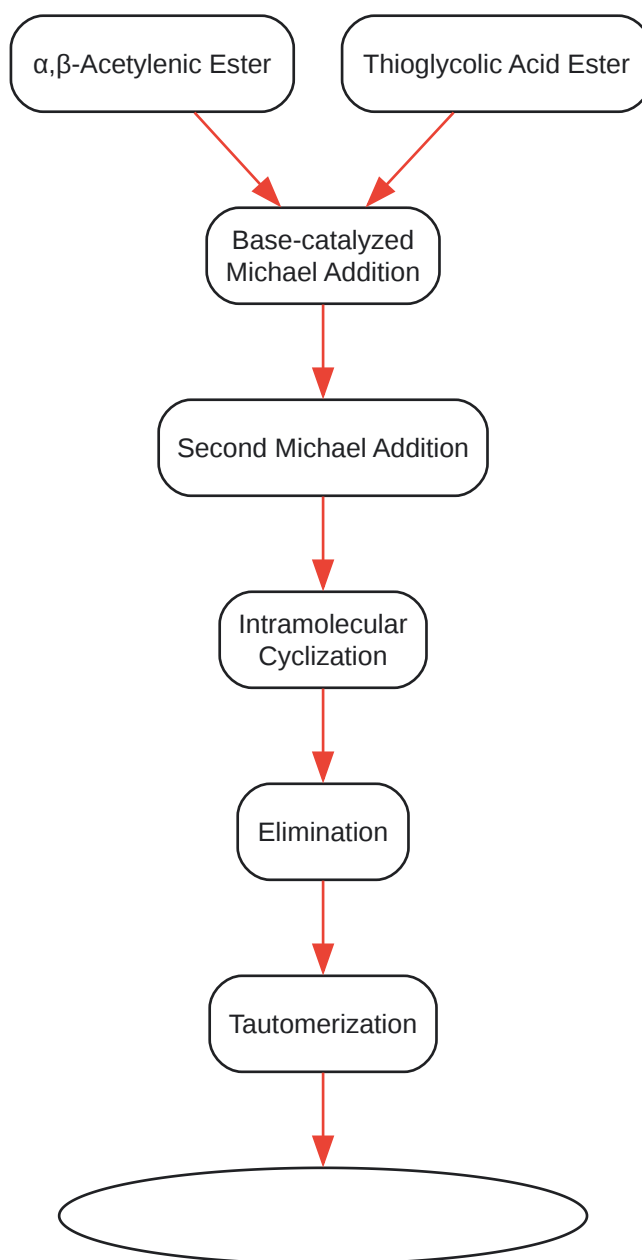 α,β-Acetylenic Ester
Thioglycolic Acid Ester
Base-catalyzed
Michael Addition
Second Michael Addition
Intramolecular
Cyclization
Elimination
Tautomerization